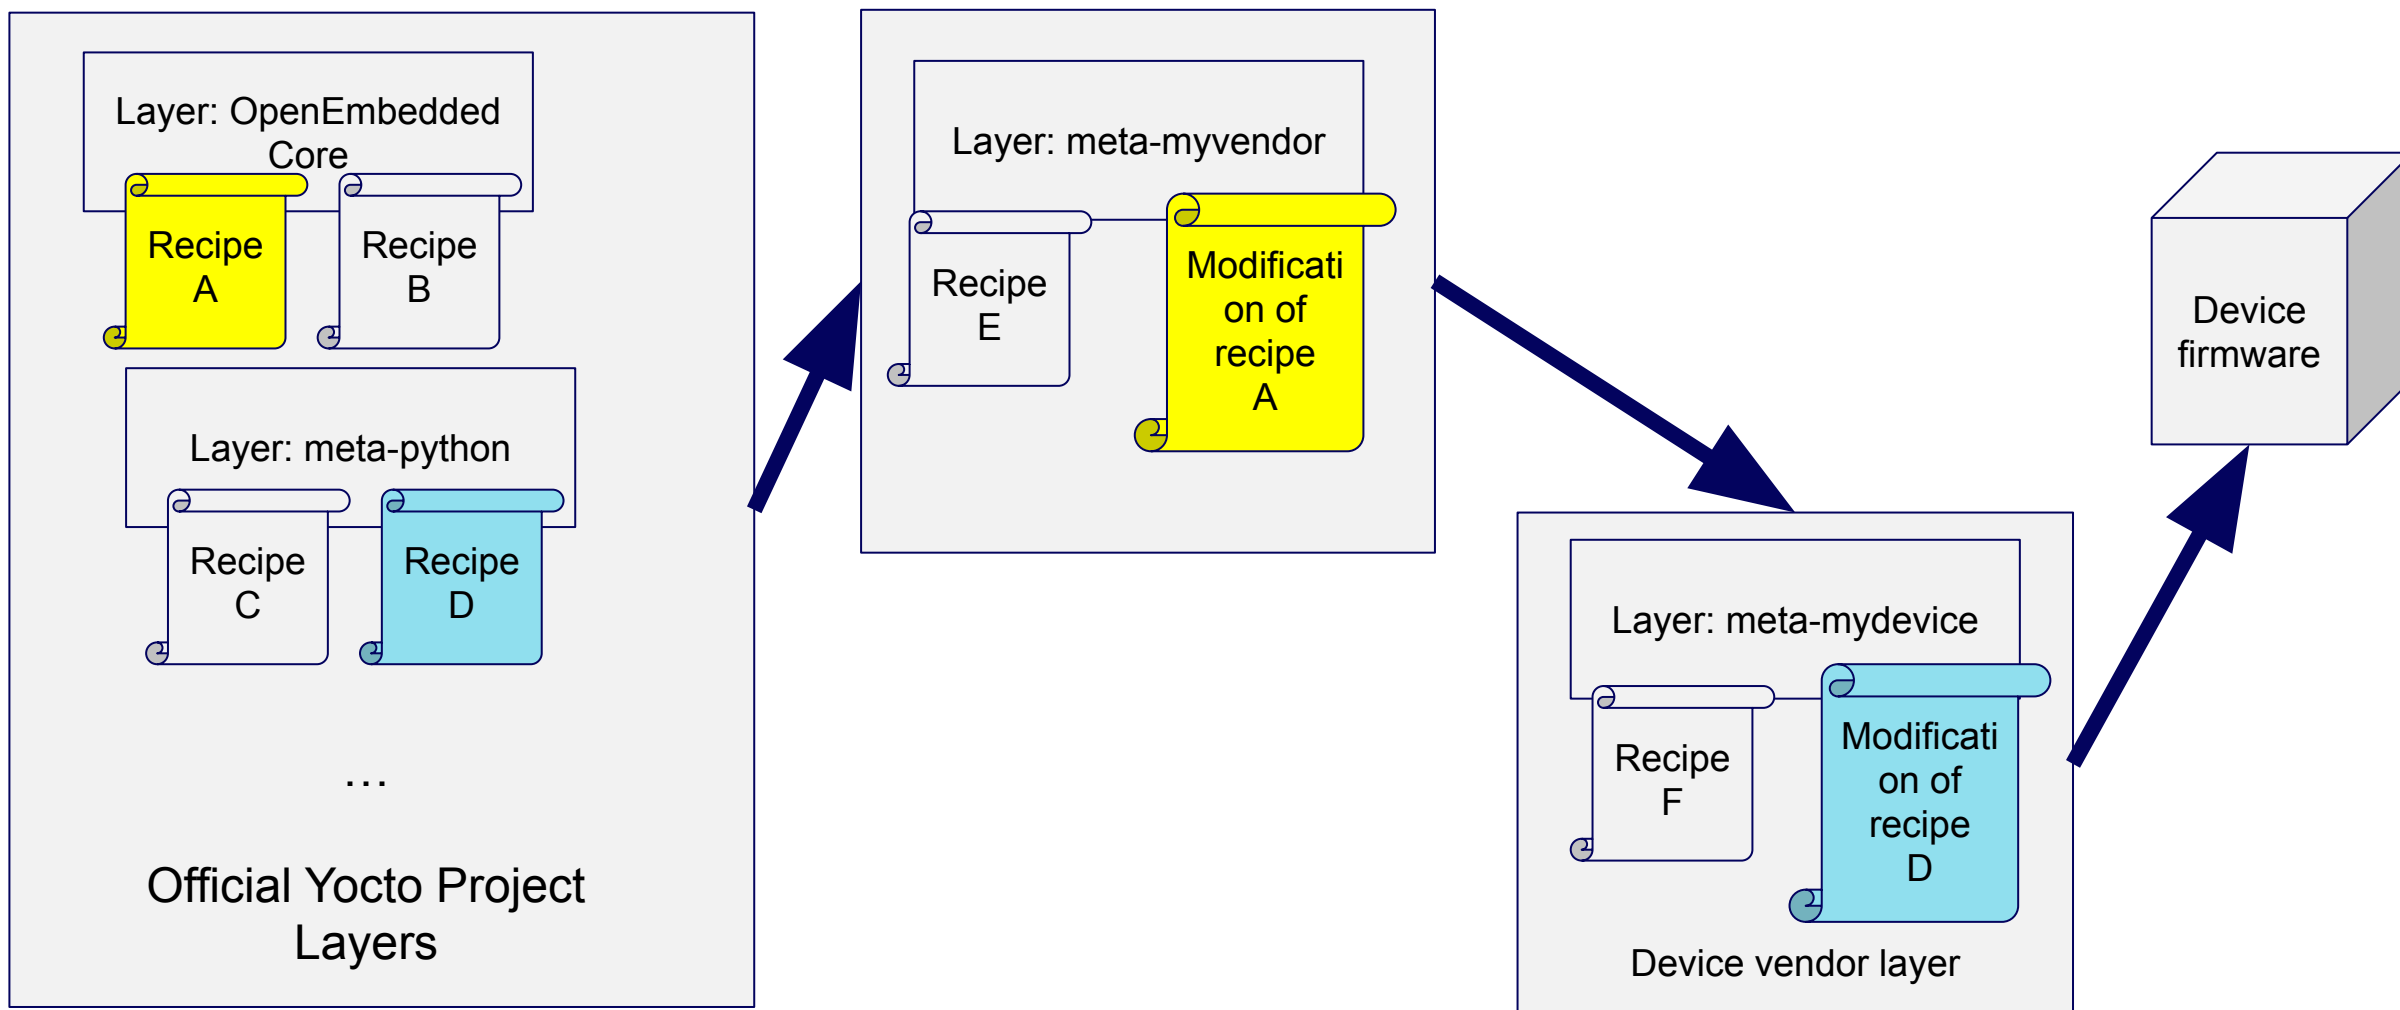 Layer: OpenEmbedded
Core
Recipe
A
Recipe
B
Layer: meta-python
Recipe
C
Recipe
D
...
Official Yocto Project
Layers
Layer: meta-myvendor
Recipe
E
Modificati
on of
recipe
A
Layer: meta-mydevice
Recipe
F
Modificati
on of
recipe
D
Device vendor layer
Device
firmware